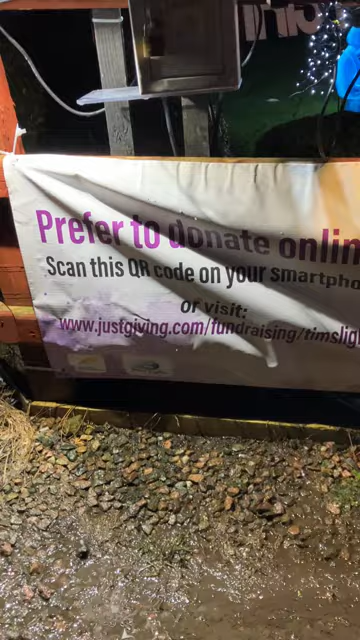 Prefer to donate onlin
Scan this QR code on your smartpho
or visit:
www.justgiving.com/fundraising/timslig